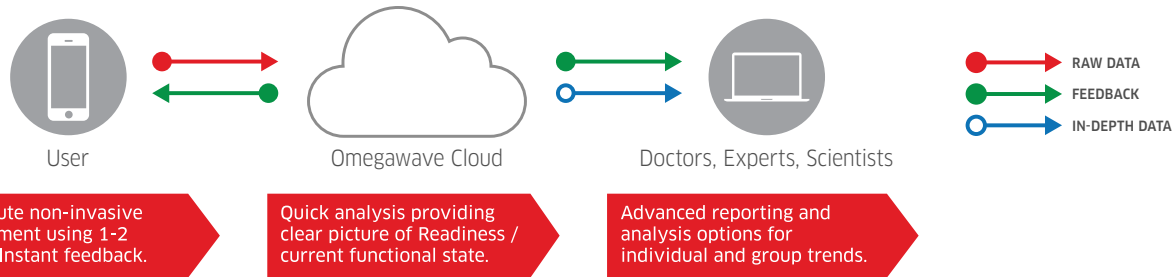 RAW DATA
FEEDBACK
IN-DEPTH DATA
User
Omegawave Cloud
Doctors, Experts, Scientists
non-invasive
using 1-2
Instant feedback.
Quick analysis providing
clear picture of Readiness /
current functional state.
Advanced reporting and
analysis options for
individual and group trends.